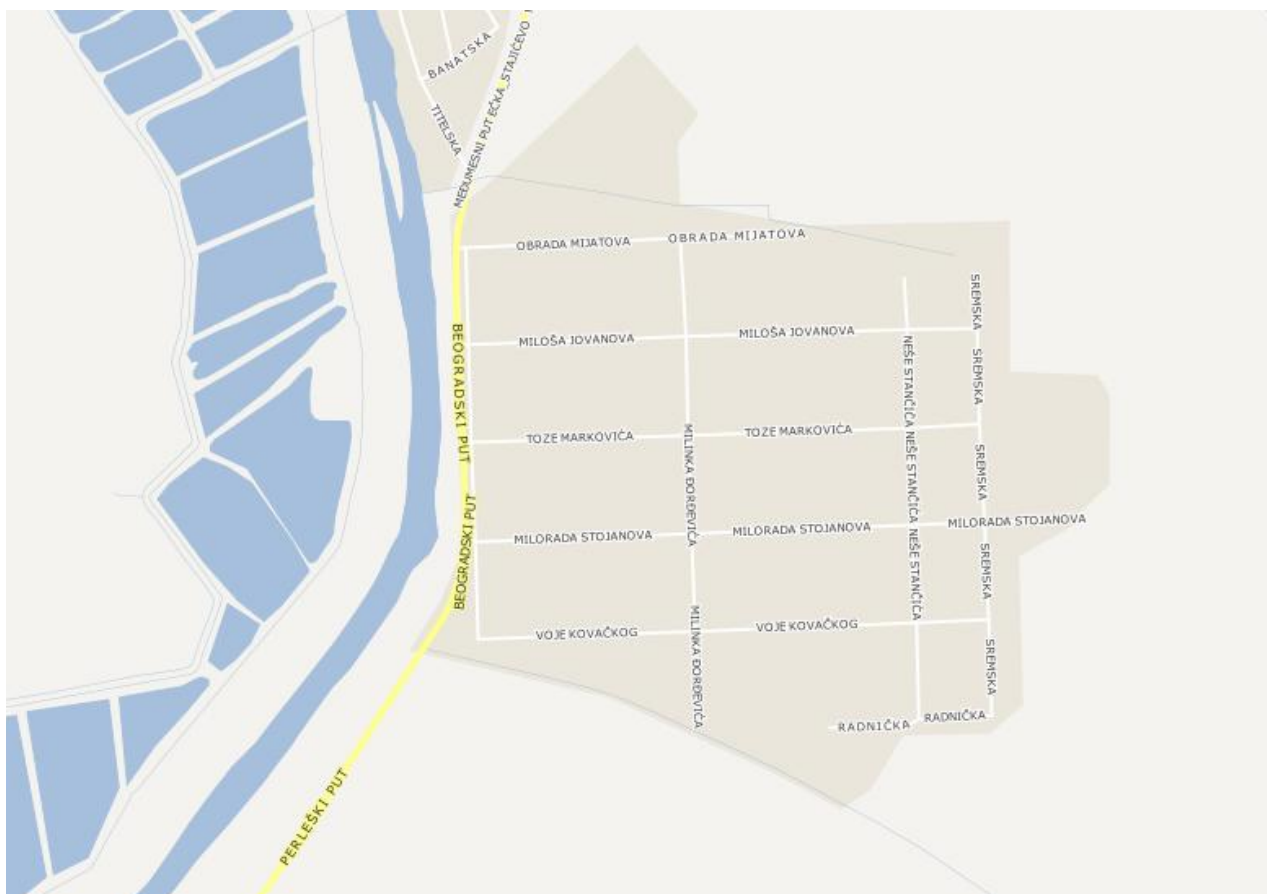 BANATSKA
TITELSKA
MEĐUMESNI PUT EČKA_STAJIĆEVO
OBRADA MIJATOVA
OBRADA MIJATOVA
SREMSKA
MILOŠA JOVANOVA
MILOŠA JOVANOVA
BEOGRADSKI PUT
NEŠE STANČIĆA
SREMSKA
TOZE MARKOVIĆA
TOZE MARKOVIĆA
MILINKA ĐORĐEVIĆA
NEŠE STANČIĆA
SREMSKA
BEOGRADSKI PUT
MILORADA STOJANOVA
MILORADA STOJANOVA
NEŠE STANČIĆA
MILORADA STOJANOVA
SREMSKA
VOJE KOVAČKOG
VOJE KOVAČKOG
MILINKA ĐORĐEVIĆA
SREMSKA
RADNIČKA
RADNIČKA
PERLEŠKI PUT